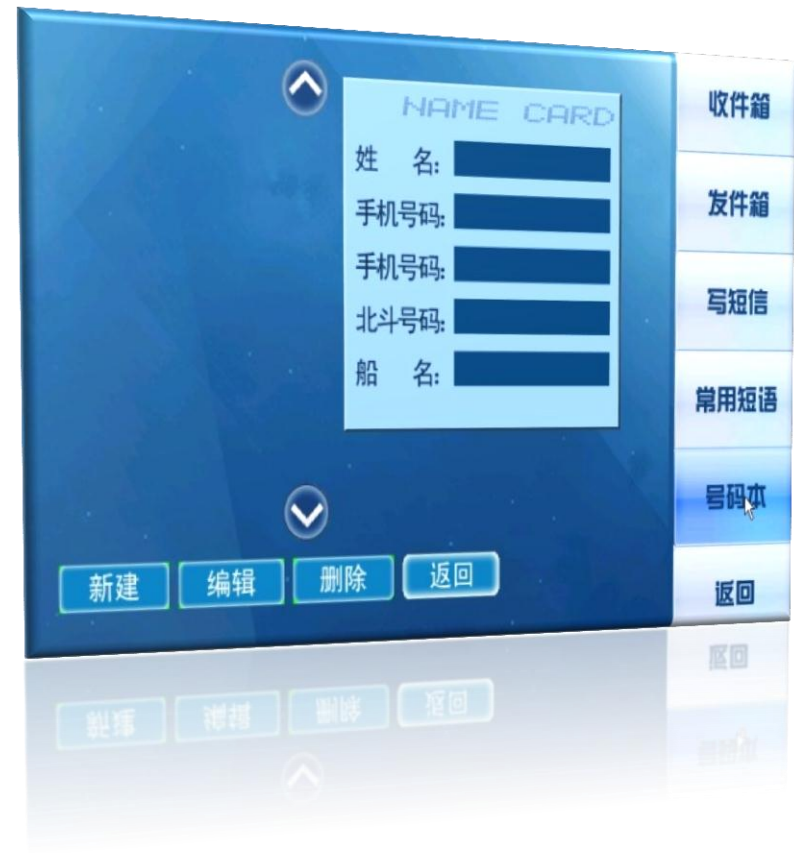 NAME CARD
姓 名:
手机号码:
手机号码:
北斗号码:
船 名:
新建
编辑
删除
返回
收件箱
发件箱
写短信
常用短语
号码本
返回